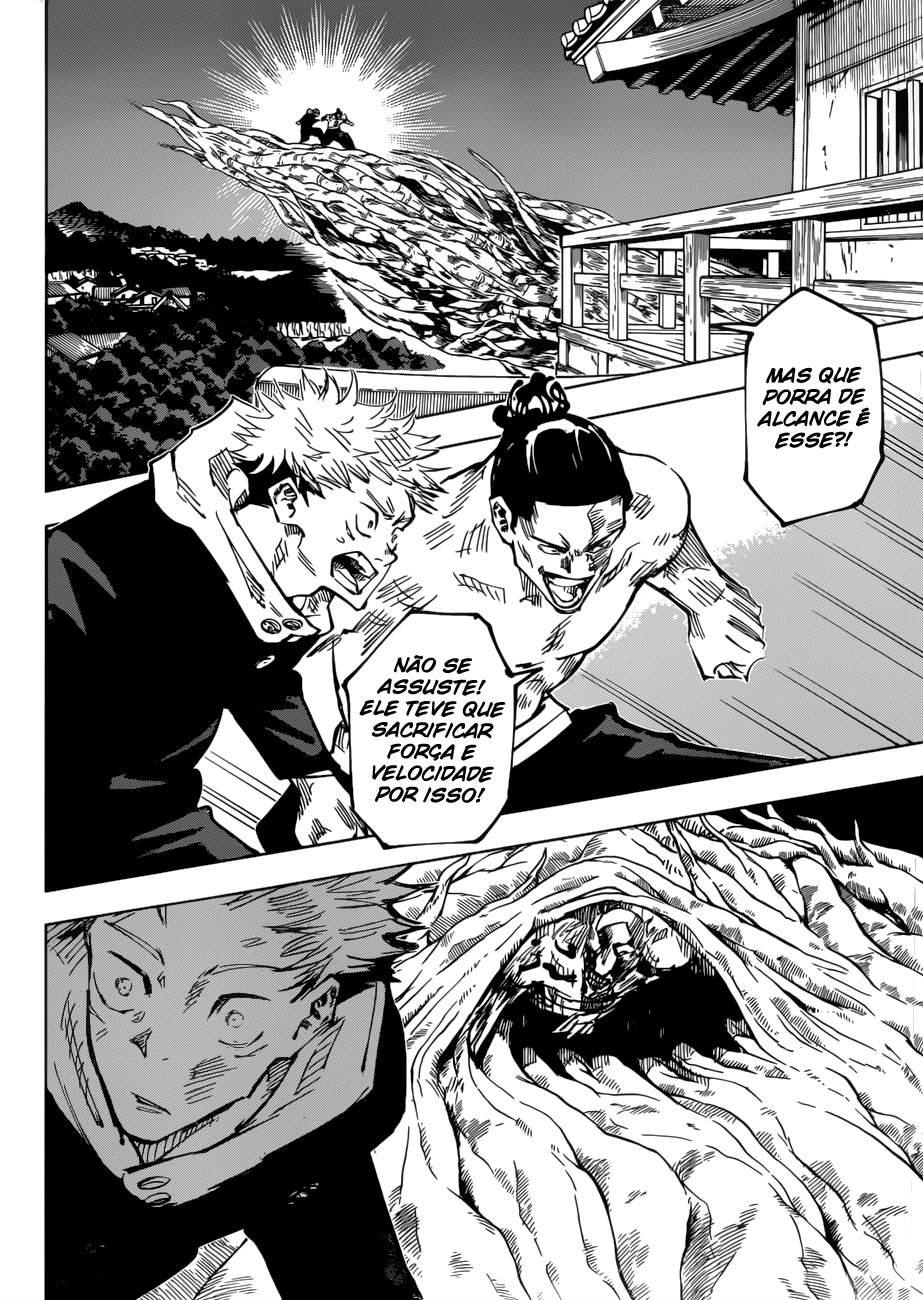 MAS QUE
PORRA DE
ALCANCE É
ESSE?!
NÃO SE
ASSUSTE!
ELE TEVE QUE
SACRIFICAR
FORÇA E
VELOCIDADE
POR ISSO!